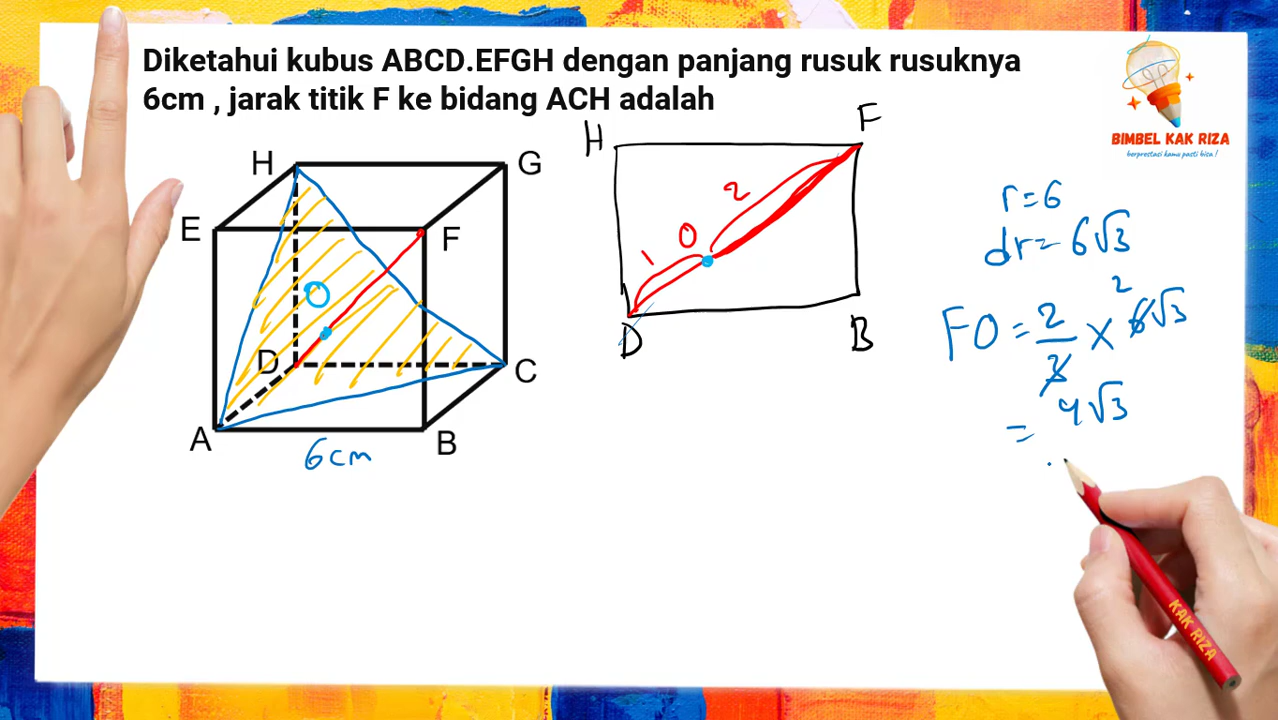 Diketahui kubus ABCD.EFGH dengan panjang rusuk rusuknya
6cm , jarak titik F ke bidang ACH adalah
BIMBEL KAK RIZA
berprestasi kamu pasti bisa !
H
G
E
F
O
D
C
A
B
6cm
H
F
2
O
1
D
B
r=6
dr= 6√3
2
FO = 2/3 × 6√3
= 4√3
KAK RIZA